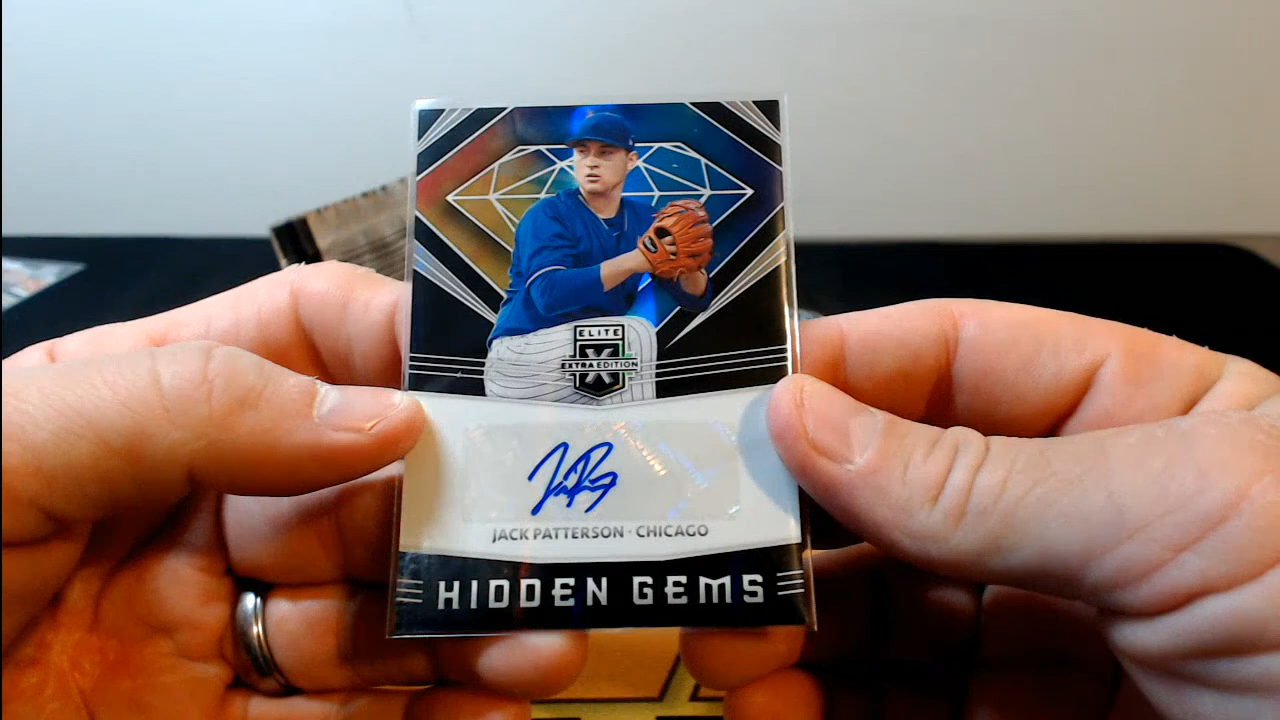 ELITE
X
EXTRA EDITION
JACK PATTERSON · CHICAGO
HIDDEN GEMS